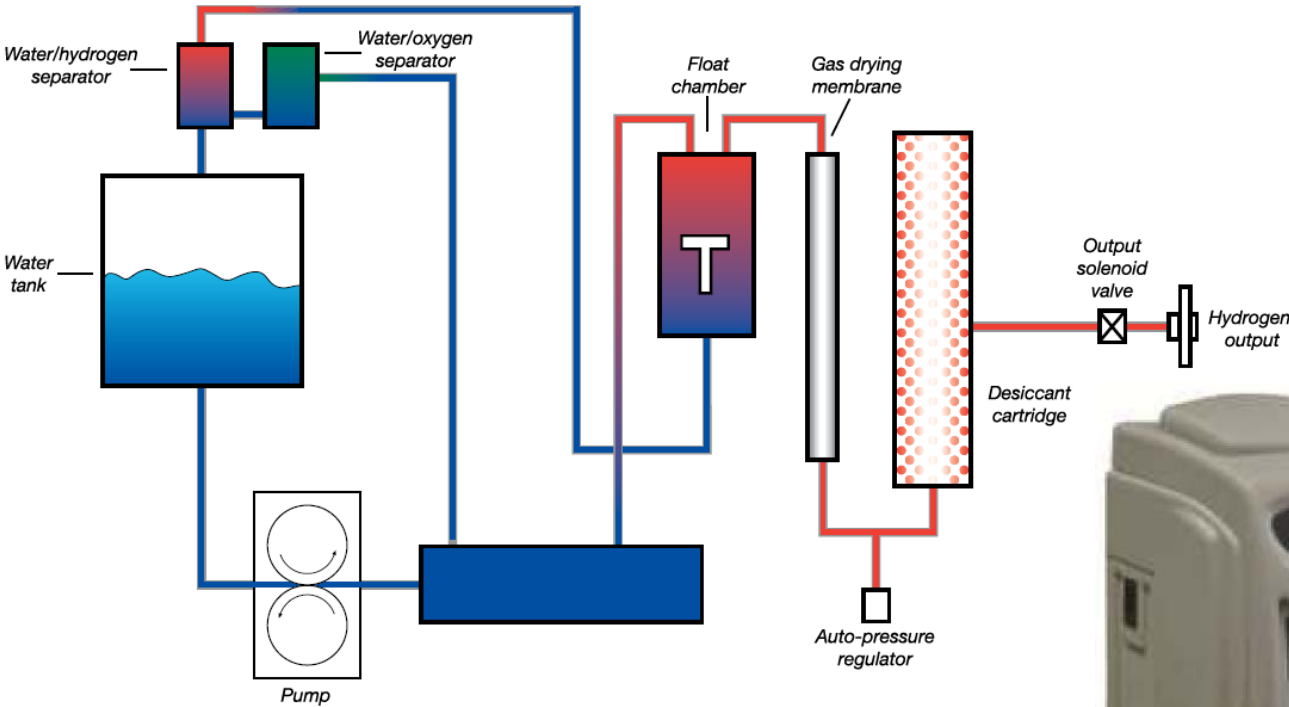 Water/hydrogen
separator
Water/oxygen
separator
Float
chamber
Gas drying
membrane
Water
tank
T
Output
solenoid
valve
Hydrogen
output
Desiccant
cartridge
Auto-pressure
regulator
Pump